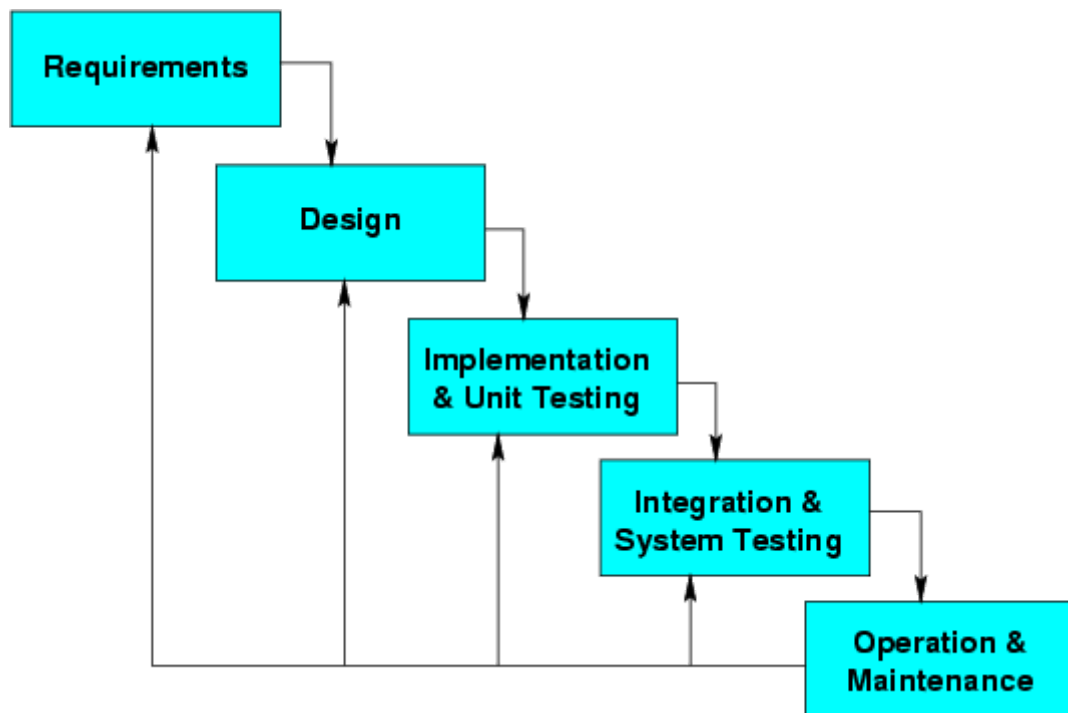 Requirements
Design
Implementation
& Unit Testing
Integration &
System Testing
Operation &
Maintenance